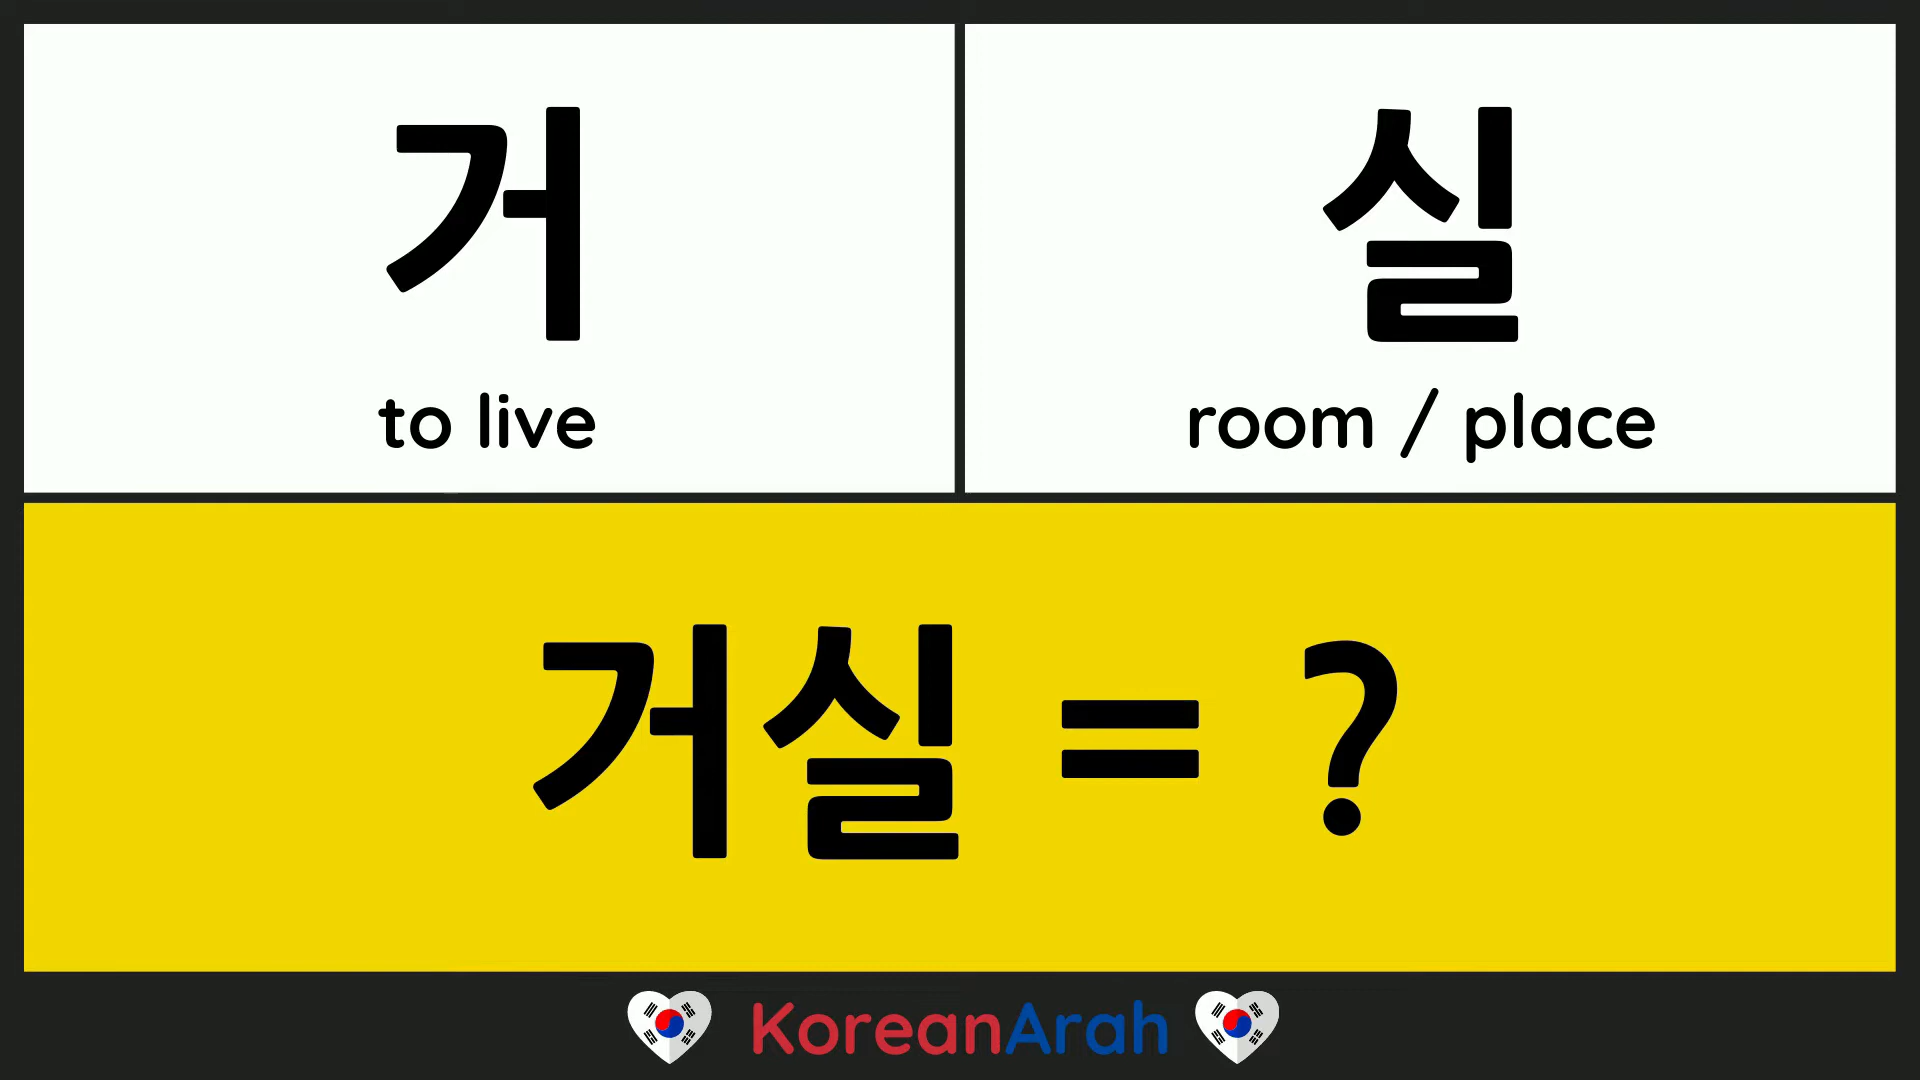 거
to live
실
room / place
거실 = ?
KoreanArah